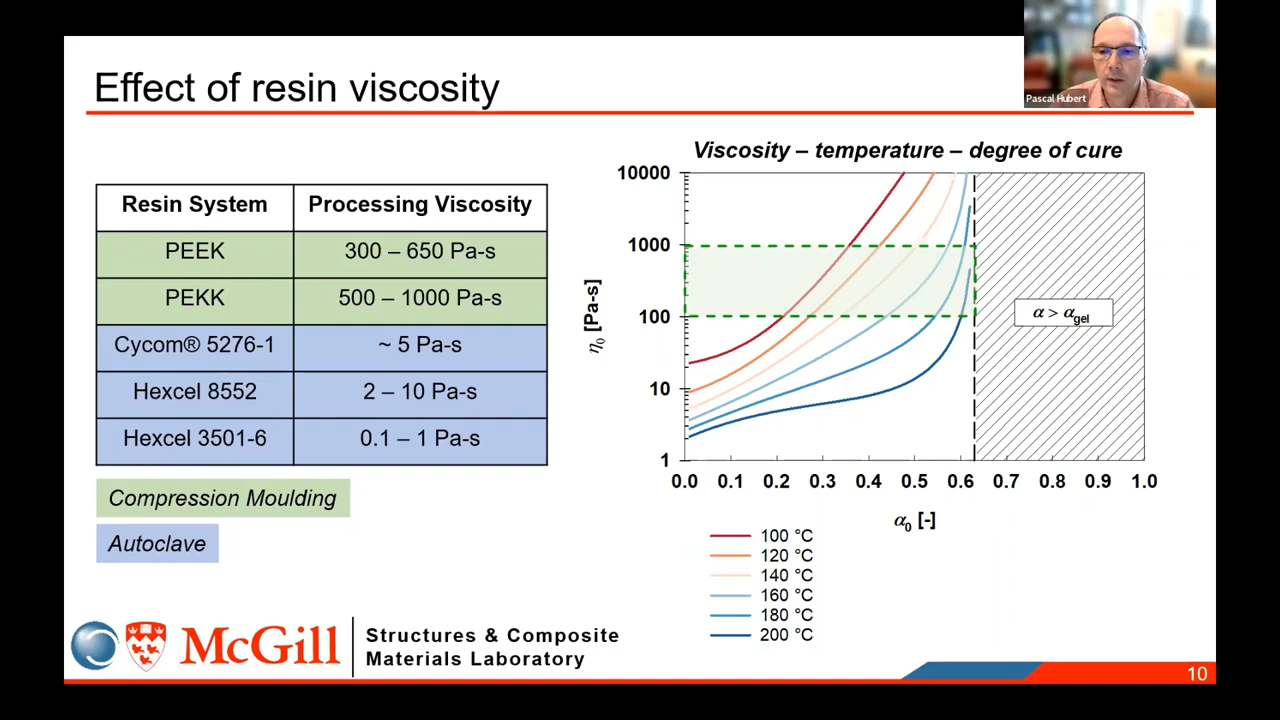 Effect of resin viscosity
Pascal Hubert
Resin System
Processing Viscosity
PEEK
300 – 650 Pa-s
PEKK
500 – 1000 Pa-s
Cycom® 5276-1
~ 5 Pa-s
Hexcel 8552
2 – 10 Pa-s
Hexcel 3501-6
0.1 – 1 Pa-s
Compression Moulding
Autoclave
Viscosity – temperature – degree of cure
10000
1000
100
10
1
η₀ [Pa-s]
α > αgel
0.0 0.1 0.2 0.3 0.4 0.5 0.6 0.7 0.8 0.9 1.0
α₀ [-]
100 °C
120 °C
140 °C
160 °C
180 °C
200 °C
McGill
Structures & Composite
Materials Laboratory
10